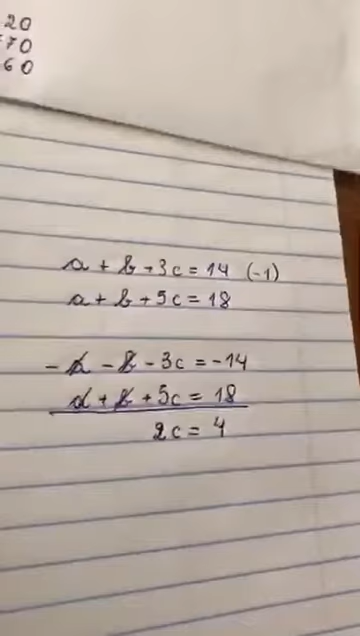 20
70
60
a + b + 3c = 14 (-1)
a + b + 5c = 18
- a - b - 3c = -14
a + b + 5c = 18
2c = 4